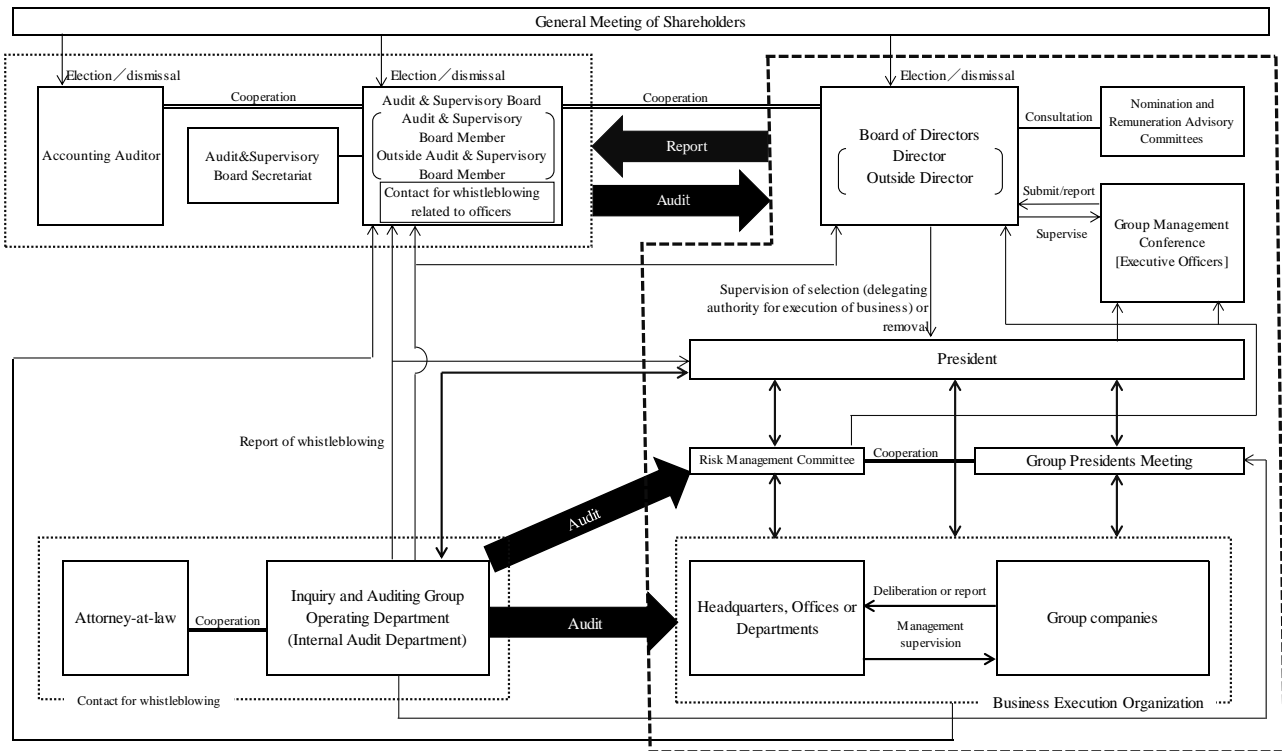 General Meeting of Shareholders
Election／dismissal
Election／dismissal
Election／dismissal
Accounting Auditor
Cooperation
Audit&Supervisory
Board Secretariat
Audit & Supervisory Board
Audit & Supervisory
Board Member
Outside Audit & Supervisory
Board Member
Contact for whistleblowing
related to officers
Cooperation
Report
Audit
Board of Directors
Director
Outside Director
Consultation
Nomination and
Remuneration Advisory
Committees
Submit/report
Supervise
Group Management
Conference
[Executive Officers]
Supervision of selection (delegating
authority for execution of business) or
removal
President
Report of whistleblowing
Risk Management Committee
Cooperation
Group Presidents Meeting
Audit
Attorney-at-law
Cooperation
Inquiry and Auditing Group
Operating Department
(Internal Audit Department)
Audit
Headquarters, Offices or
Departments
Deliberation or report
Management
supervision
Group companies
Contact for whistleblowing
Business Execution Organization